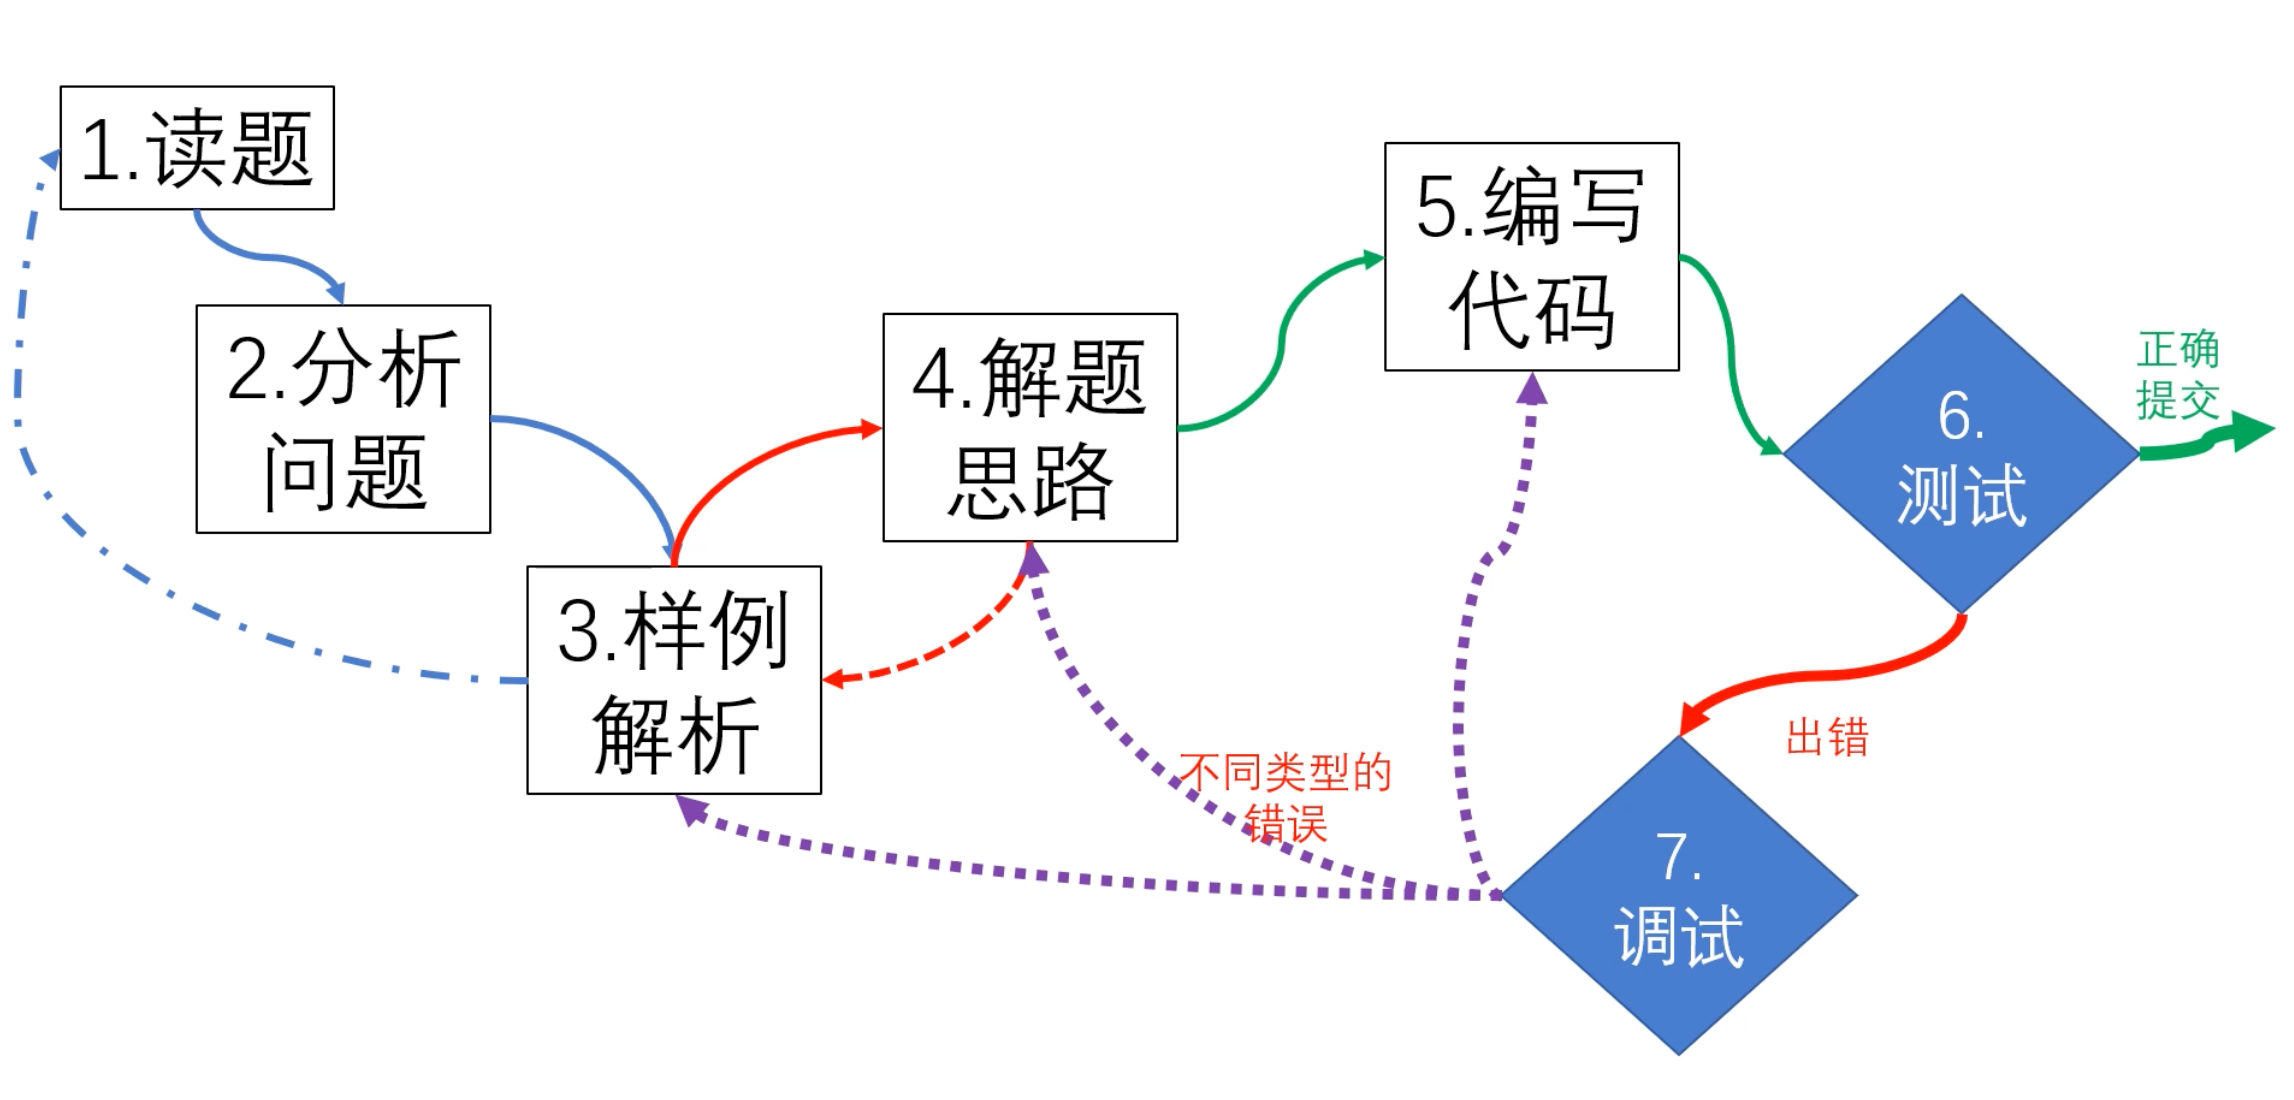 1.读题
2.分析
问题
3.样例
解析
4.解题
思路
5.编写
代码
6.
测试
正确
提交
出错
7.
调试
不同类型的
错误